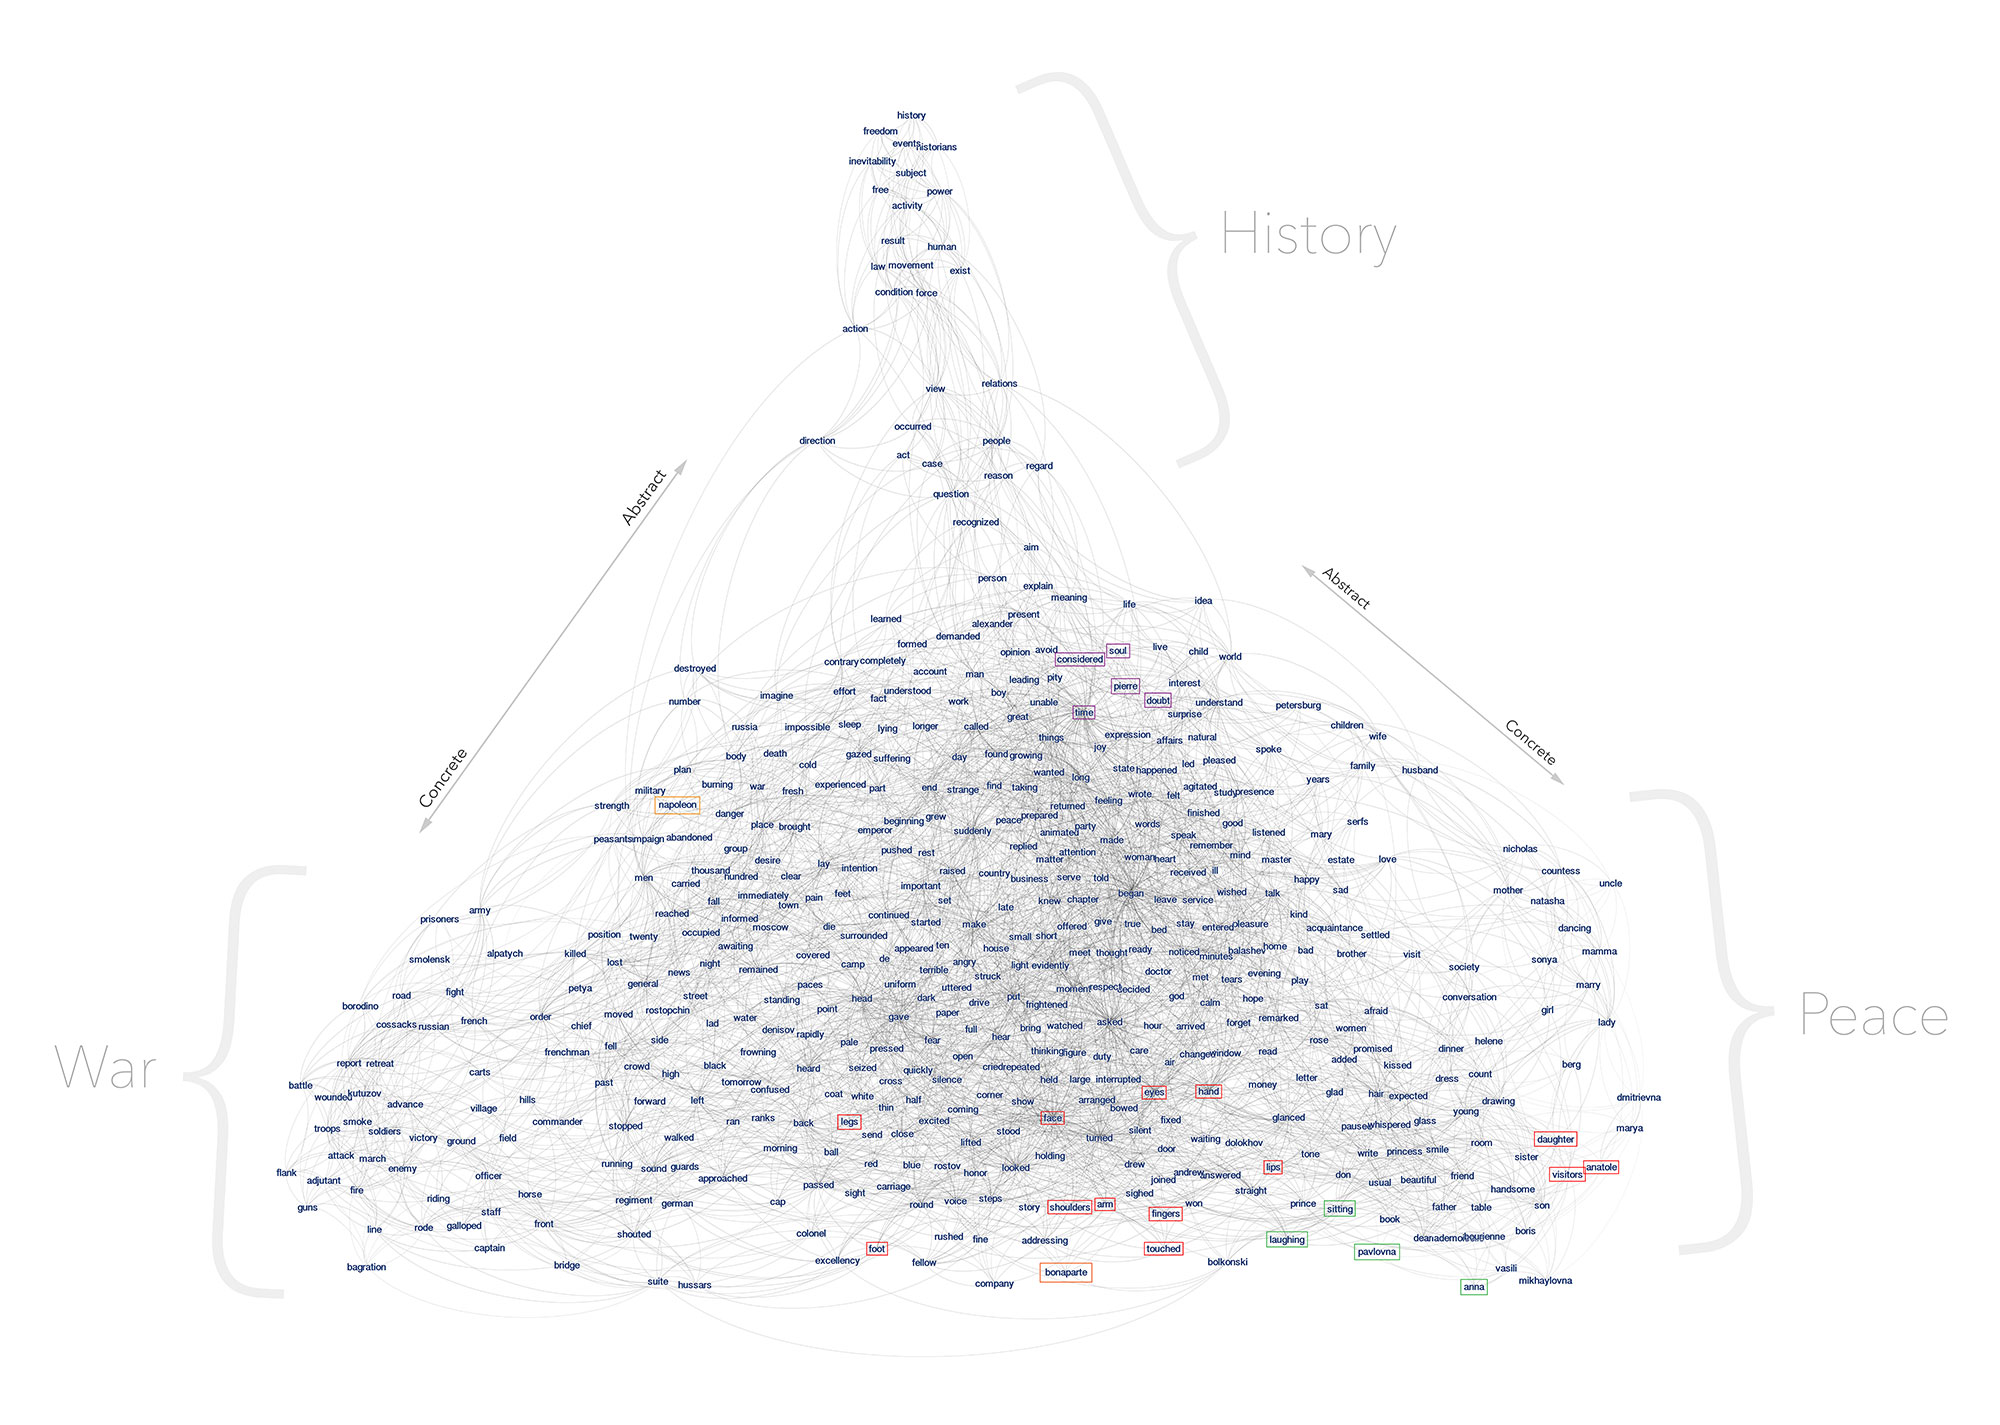 history
freedom
events
historians
inevitability
subject
free
power
activity
History
result
human
law
movement
exist
condition
force
action
relations
view
occurred
direction
people
act
case
regard
reason
Abstract
question
recognized
aim
person
explain
Abstract
meaning
life
idea
learned
present
alexander
demanded
formed
opinion
avoid
soul
live
child
world
contrary
completely
considered
destroyed
account
man
leading
pity
pierre
interest
imagine
effort
fact
understood
boy
work
unable
doubt
understand
petersburg
number
time
surprise
great
russia
impossible
sleep
lying
longer
called
things
expression
affairs
natural
children
wife
Concrete
joy
spoke
body
death
gazed
suffering
day
found
growing
cold
wanted
long
state
happened
led
pleased
family
husband
Concrete
plan
burning
war
fresh
experienced
part
end
strange
find
taking
feeling
wrote
felt
agitated
study
presence
years
military
strength
napoleon
danger
place
brought
beginning
grew
emperor
suddenly
peace
prepared
returned
animated
party
words
finished
good
speak
listened
mary
serfs
peasants
abandoned
group
desire
lay
intention
pushed
rest
replied
matter
attention
made
woman
heart
remember
mind
master
estate
love
nicholas
men
thousand
hundred
carried
clear
immediately
fall
pain
feet
town
important
raised
country
business
serve
told
began
received
ill
wished
talk
happy
sad
mother
countess
uncle
natasha
prisoners
army
reached
informed
moscow
continued
started
set
late
make
knew
chapter
leave
service
kind
acquaintance
settled
dancing
position
twenty
occupied
awaiting
die
surrounded
appeared
ten
house
small
short
offered
give
true
bed
stay
entered
pleasure
smolensk
alpatych
killed
lost
night
news
remained
covered
camp
de
terrible
angry
struck
light
evidently
meet
thought
ready
noticed
minutes
balashev
home
bad
brother
visit
society
sonya
mamma
borodino
road
fight
petya
general
street
paces
standing
uniform
uttered
head
dark
drive
put
frightened
moment
respect
decided
doctor
met
tears
evening
play
god
calm
hope
sat
afraid
conversation
marry
girl
lady
cossacks
russian
french
order
chief
moved
rostopchin
lad
water
denisov
point
rapidly
gave
paper
full
hear
bring
watched
asked
hour
arrived
forget
remarked
women
rose
promised
dinner
helene
report
retreat
frenchman
fell
side
frowning
pale
pressed
fear
open
thinking
figure
duty
care
changed
window
read
added
kissed
air
berg
battle
wounded
kutuzov
carts
crowd
high
black
past
tomorrow
confused
heard
seized
quickly
cross
silence
cried
repeated
held
large
interrupted
eyes
hand
money
letter
glad
hair
expected
dress
count
drawing
dmitrievna
War
Peace
advance
village
hills
commander
forward
left
coat
white
thin
half
corner
coming
show
arranged
bowed
troops
smoke
soldiers
victory
ground
field
stopped
ran
ranks
back
legs
send
close
excited
stood
face
fixed
silent
glanced
paused
whispered
glass
young
marya
attack
march
enemy
walked
morning
ball
lifted
turned
door
waiting
dolokhov
tone
write
princess
smile
room
daughter
flank
adjutant
officer
running
sound
guards
approached
red
blue
rostov
honor
looked
holding
drew
joined
andrew
answered
lips
don
usual
beautiful
friend
sister
visitors
anatole
fire
guns
riding
staff
horse
regiment
german
cap
passed
sight
carriage
round
voice
steps
story
shoulders
arm
sighed
fingers
won
straight
prince
sitting
father
table
handsome
son
line
rode
galloped
front
captain
shouted
colonel
foot
rushed
fine
addressing
touched
laughing
book
pavlovna
bourienne
boris
bagration
bridge
suite
hussars
excellency
fellow
company
bonaparte
bolkonski
anna
vasili
mikhaylovna